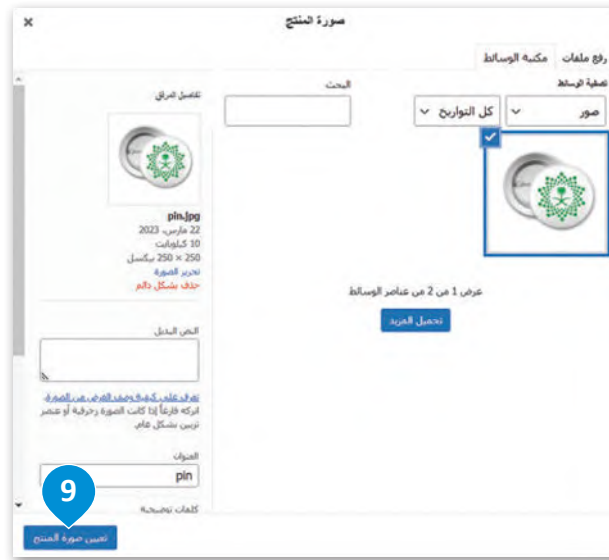 صورة المنتج
رفع ملفات
مكتبة الوسائط
تصفية الوسائط
صور
كل التواريخ
البحث
عرض 1 من 2 من عناصر الوسائط
تحميل المزيد
تفاصيل المرفق
pin.jpg
22 مارس، 2023
10 كيلوبايت
250 × 250 بيكسل
تحرير الصورة
حذف بشكل دائم
النص البديل
تعرف على كيفية وصف الغرض من الصورة.
اتركه فارغاً إذا كانت الصورة زخرفية أو عنصر
تزيين بشكل عام.
العنوان
pin
كلمات توضيحية
9
تعيين صورة المنتج